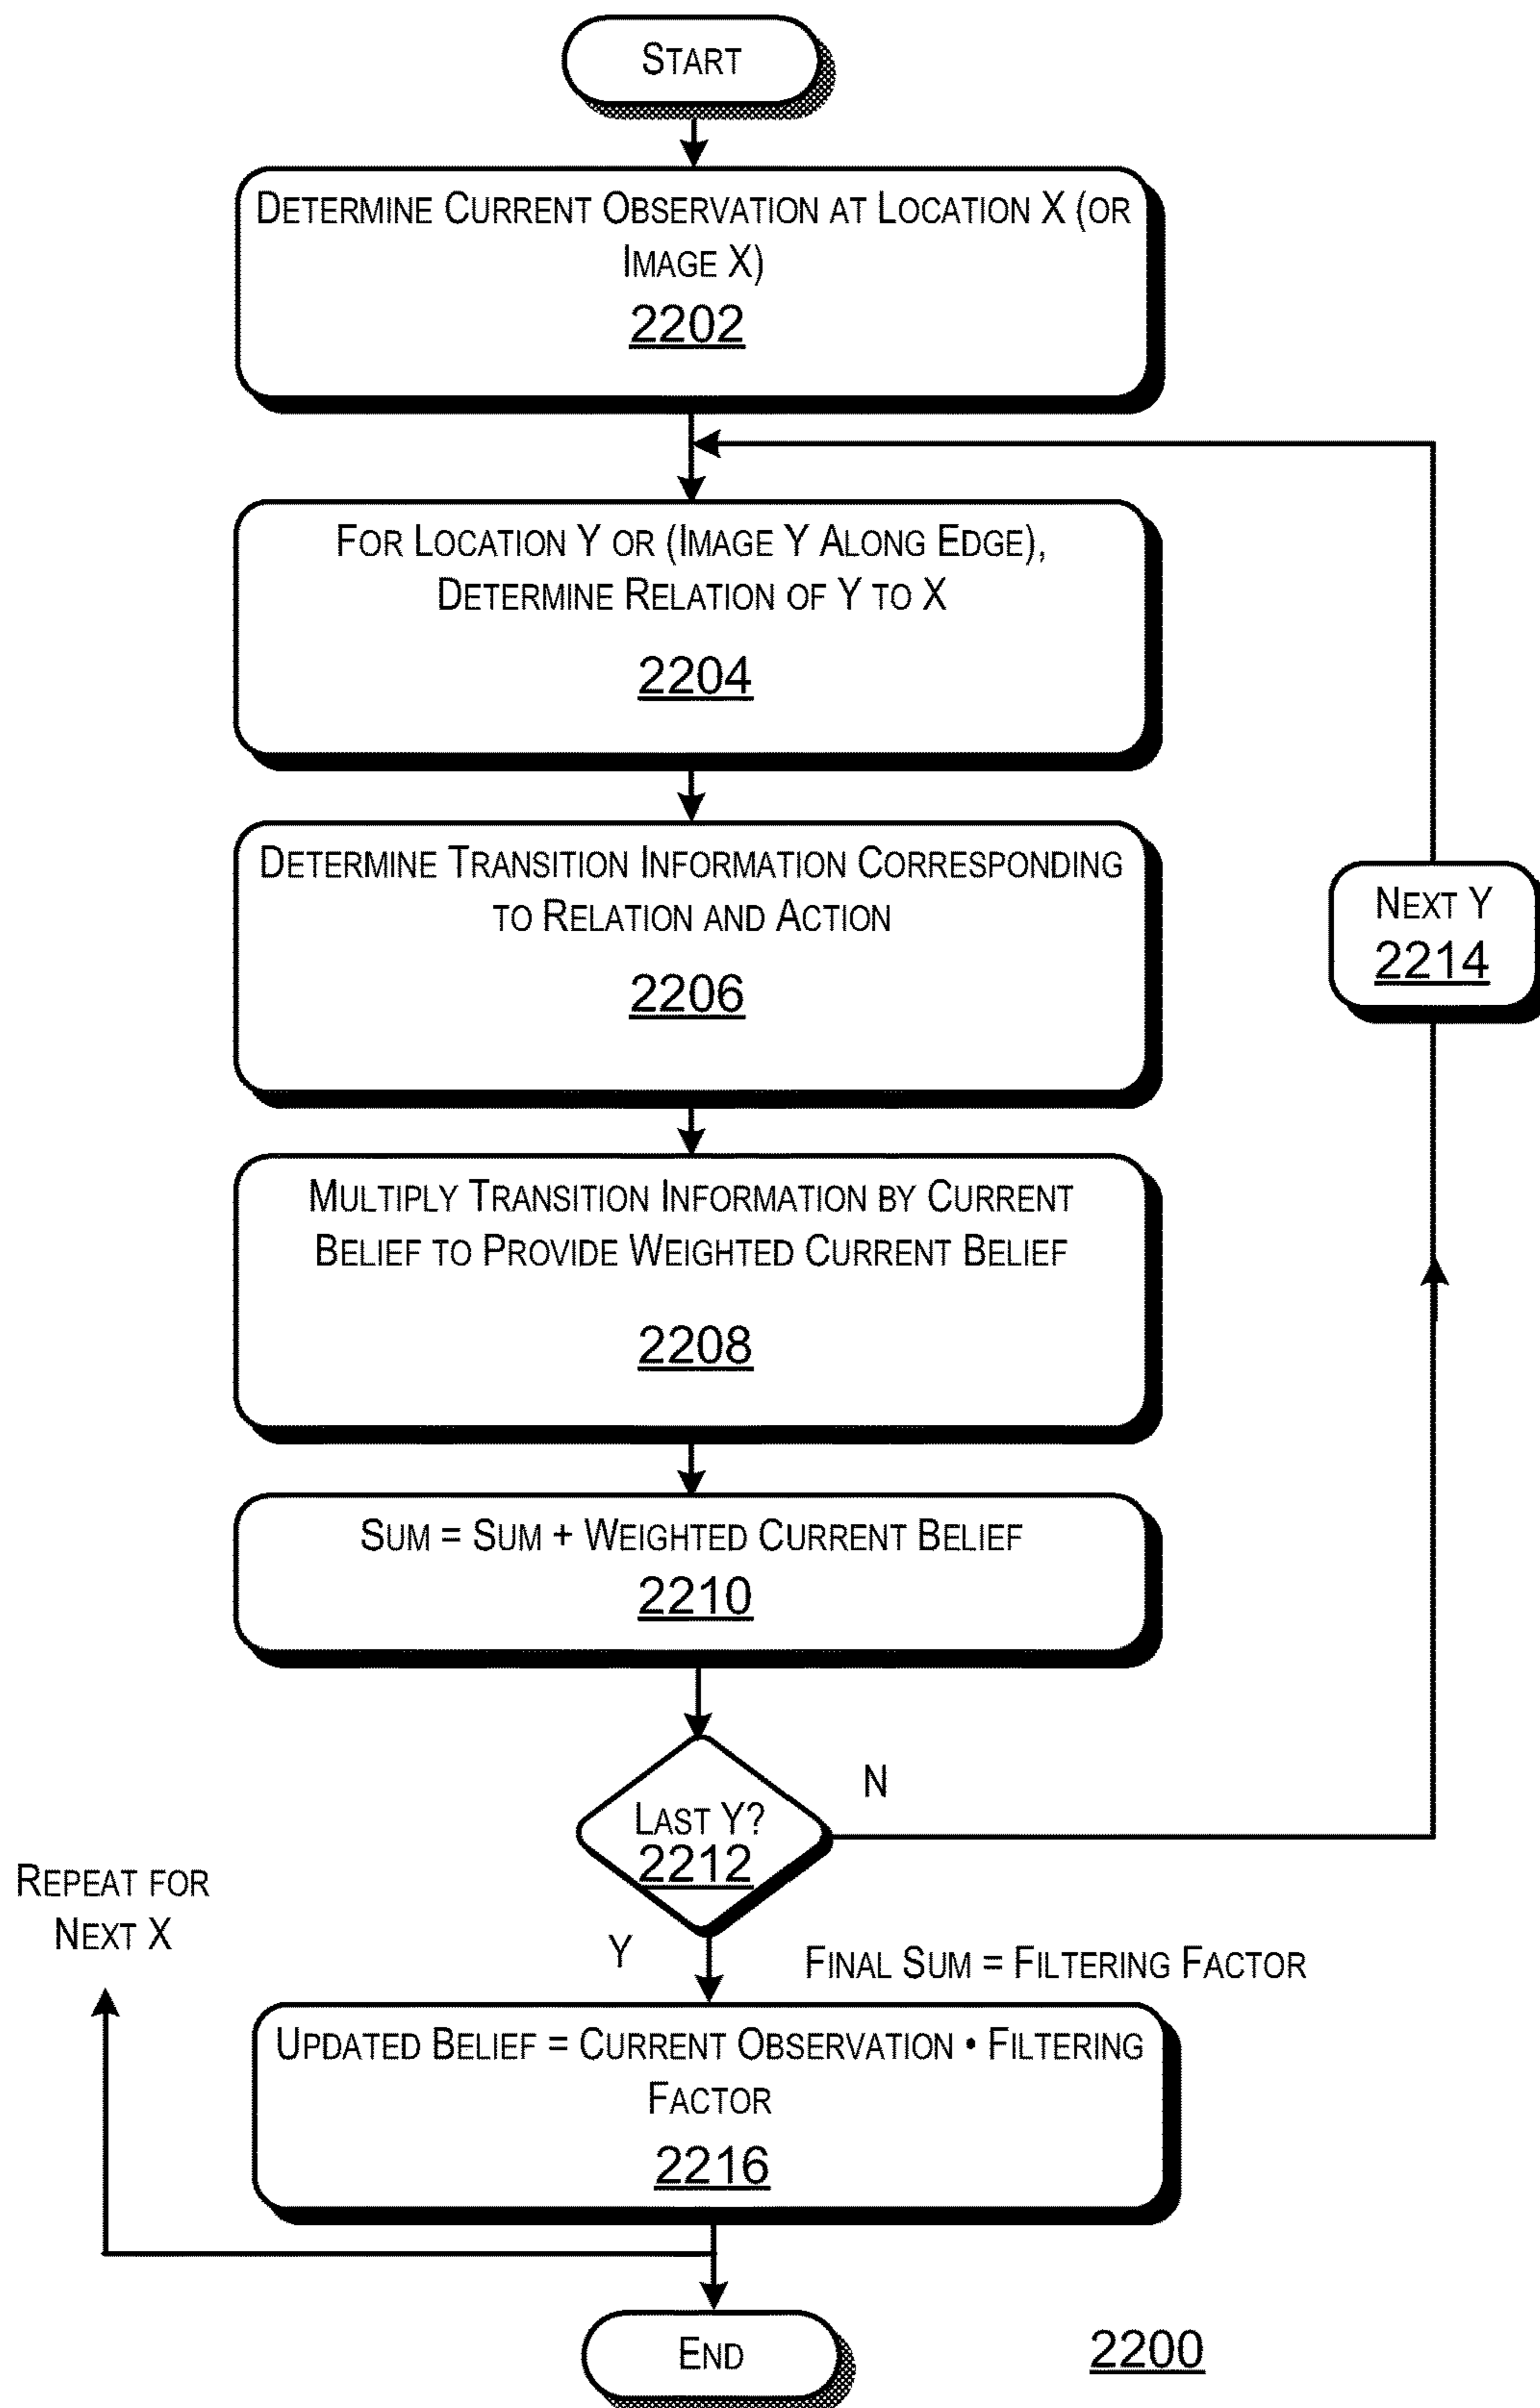 START
DETERMINE CURRENT OBSERVATION AT LOCATION X (OR
IMAGE X)
2202
FOR LOCATION Y OR (IMAGE Y ALONG EDGE),
DETERMINE RELATION OF Y TO X
2204
DETERMINE TRANSITION INFORMATION CORRESPONDING
TO RELATION AND ACTION
2206
NEXT Y
2214
MULTIPLY TRANSITION INFORMATION BY CURRENT
BELIEF TO PROVIDE WEIGHTED CURRENT BELIEF
2208
SUM = SUM + WEIGHTED CURRENT BELIEF
2210
LAST Y?
2212
N
REPEAT FOR
NEXT X
Y
FINAL SUM = FILTERING FACTOR
UPDATED BELIEF = CURRENT OBSERVATION • FILTERING
FACTOR
2216
END
2200